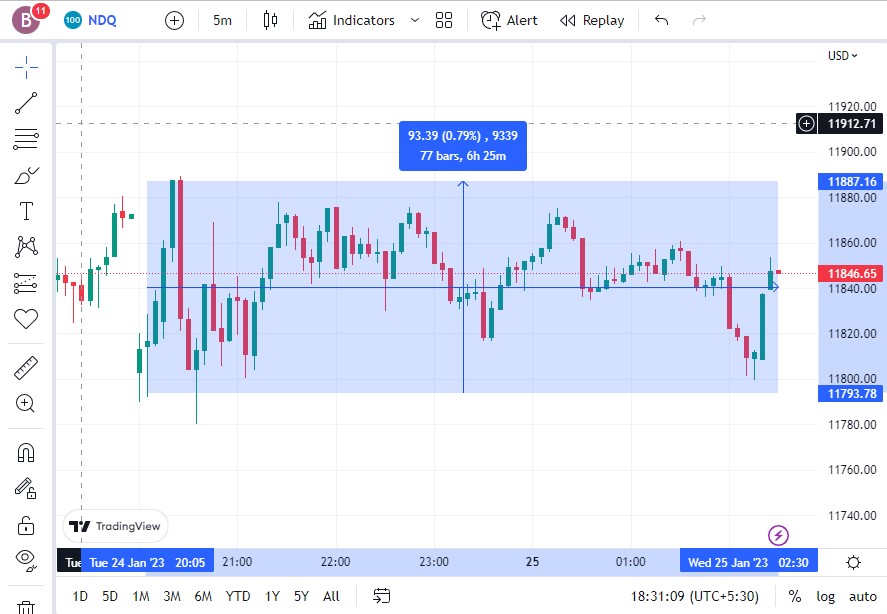 B 11 100 NDQ 5m Indicators Alert Replay
USD
11920.00
11912.71
11900.00
93.39 (0.79%) , 9339
77 bars, 6h 25m
11887.16
11880.00
11860.00
11846.65
11840.00
11820.00
11800.00
11793.78
11780.00
11760.00
11740.00
T
TradingView
Tue Tue 24 Jan '23 20:05 21:00 22:00 23:00 25 01:00 Wed 25 Jan '23 02:30
1D 5D 1M 3M 6M YTD 1Y 5Y All 18:31:09 (UTC+5:30) % log auto